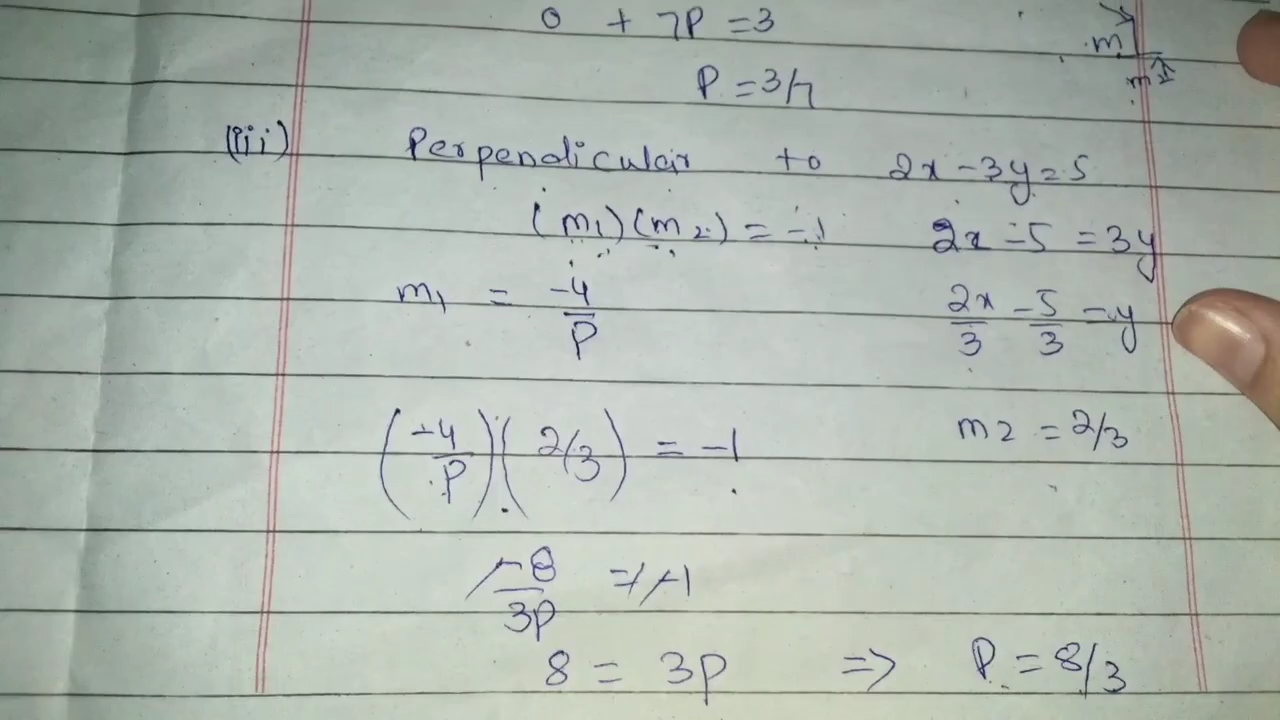 0 + 7P = 3
m
P = 3/7
(iii) Perpendicular to 2x - 3y = 5
(m1)(m2) = -1 2x - 5 = 3y
m1 = -4/P 2x/3 - 5/3 = y
(-4/P)(2/3) = -1 m2 = 2/3
-8/3P = -1
8 = 3P => P = 8/3